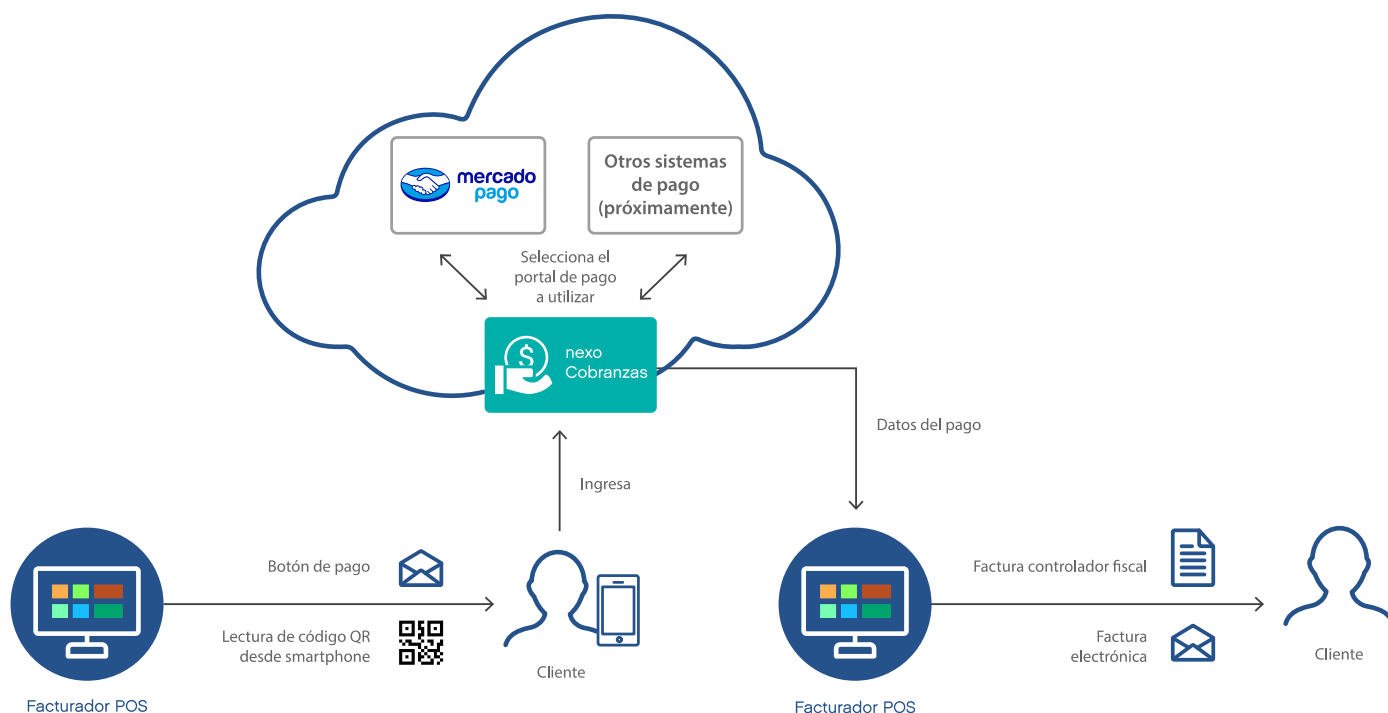 mercado
pago
Otros sistemas
de pago
(próximamente)
Selecciona el
portal de pago
a utilizar
$
nexo
Cobranzas
Datos del pago
Ingresa
Botón de pago
Lectura de código QR
desde smartphone
Cliente
Facturador POS
Factura controlador fiscal
Factura
electrónica
Cliente
Facturador POS